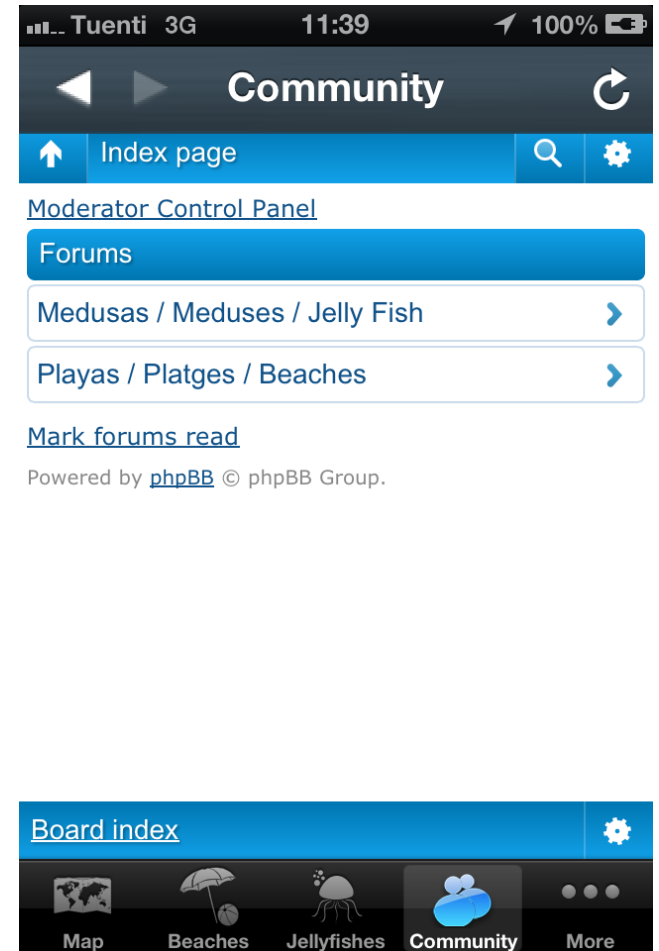 Tuenti 3G 11:39 100%
Community
Index page
Moderator Control Panel
Forums
Medusas / Meduses / Jelly Fish
Playas / Platges / Beaches
Mark forums read
Powered by phpBB © phpBB Group.
Board index
Map Beaches Jellyfishes Community More